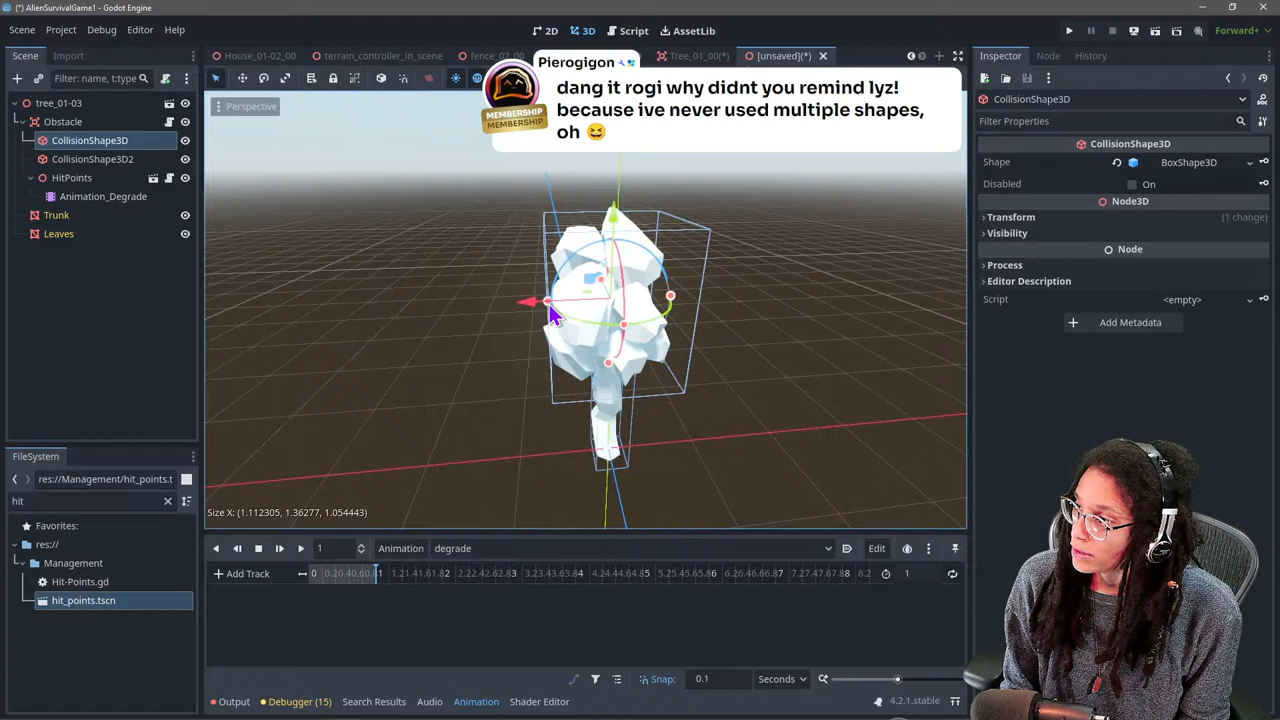 (*) AlienSurvivalGame1 - Godot Engine
Scene Project Debug Editor Help
2D 3D Script AssetLib
Forward+
Scene Import
House_01-02_00 terrain_controller_in_scene fence_02_00 Tree_01_00(*) [unsaved](*)
Inspector Node History
Filter: name, t:type
Pierogigon
MEMBERSHIP
MEMBERSHIP
dang it rogi why didnt you remind lyz!
because ive never used multiple shapes,
oh 😆
Perspective
tree_01-03
Obstacle
CollisionShape3D
CollisionShape3D2
HitPoints
Animation_Degrade
Trunk
Leaves
CollisionShape3D
Filter Properties
CollisionShape3D
Shape BoxShape3D
Disabled On
Node3D
Transform (1 change)
Visibility
Node
Process
Editor Description
Script <empty>
Add Metadata
FileSystem
res://Management/hit_points.t
hit
Favorites:
res://
Management
Hit-Points.gd
hit_points.tscn
Size X: (1.112305, 1.36277, 1.054443)
1 Animation degrade Edit
Add Track 0 0.20.40.60.81 1.21.41.61.82 2.22.42.62.83 3.23.43.63.84 4.24.44.64.85 5.25.45.65.86 6.26.46.66.87 7.27.47.67.88 8.2 1
Snap: 0.1 Seconds
Output Debugger (15) Search Results Audio Animation Shader Editor
4.2.1.stable